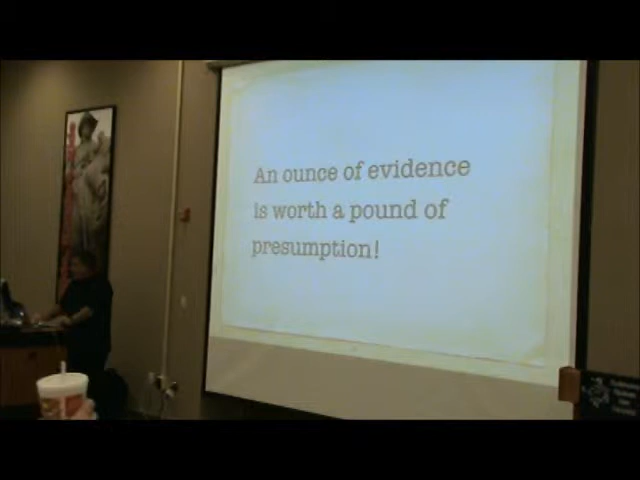 An ounce of evidence
is worth a pound of
presumption!